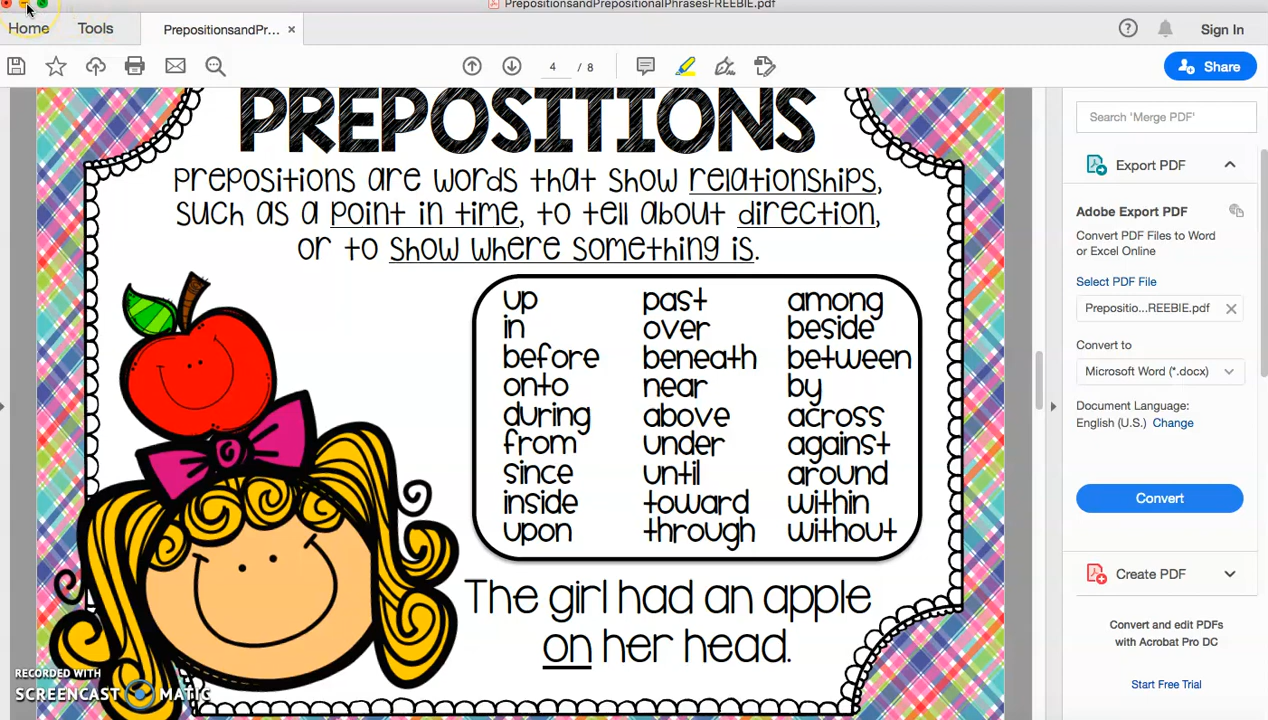 PrepositionsandPrepositionalPhrasesFREEBIE.pdf
Home Tools PrepositionsandPr... × Sign In
4 / 8 Share
PREPOSITIONS
Prepositions are words that show relationships,
such as a point in time, to tell about direction,
or to show where something is.
up past among
in over beside
before beneath between
onto near by
during above across
from under against
since until around
inside toward within
upon through without
The girl had an apple
on her head.
RECORDED WITH
SCREENCAST MATIC
Search 'Merge PDF'
Export PDF
Adobe Export PDF
Convert PDF Files to Word
or Excel Online
Select PDF File
Prepositio...REEBIE.pdf
Convert to
Microsoft Word (*.docx)
Document Language:
English (U.S.) Change
Convert
Create PDF
Convert and edit PDFs
with Acrobat Pro DC
Start Free Trial